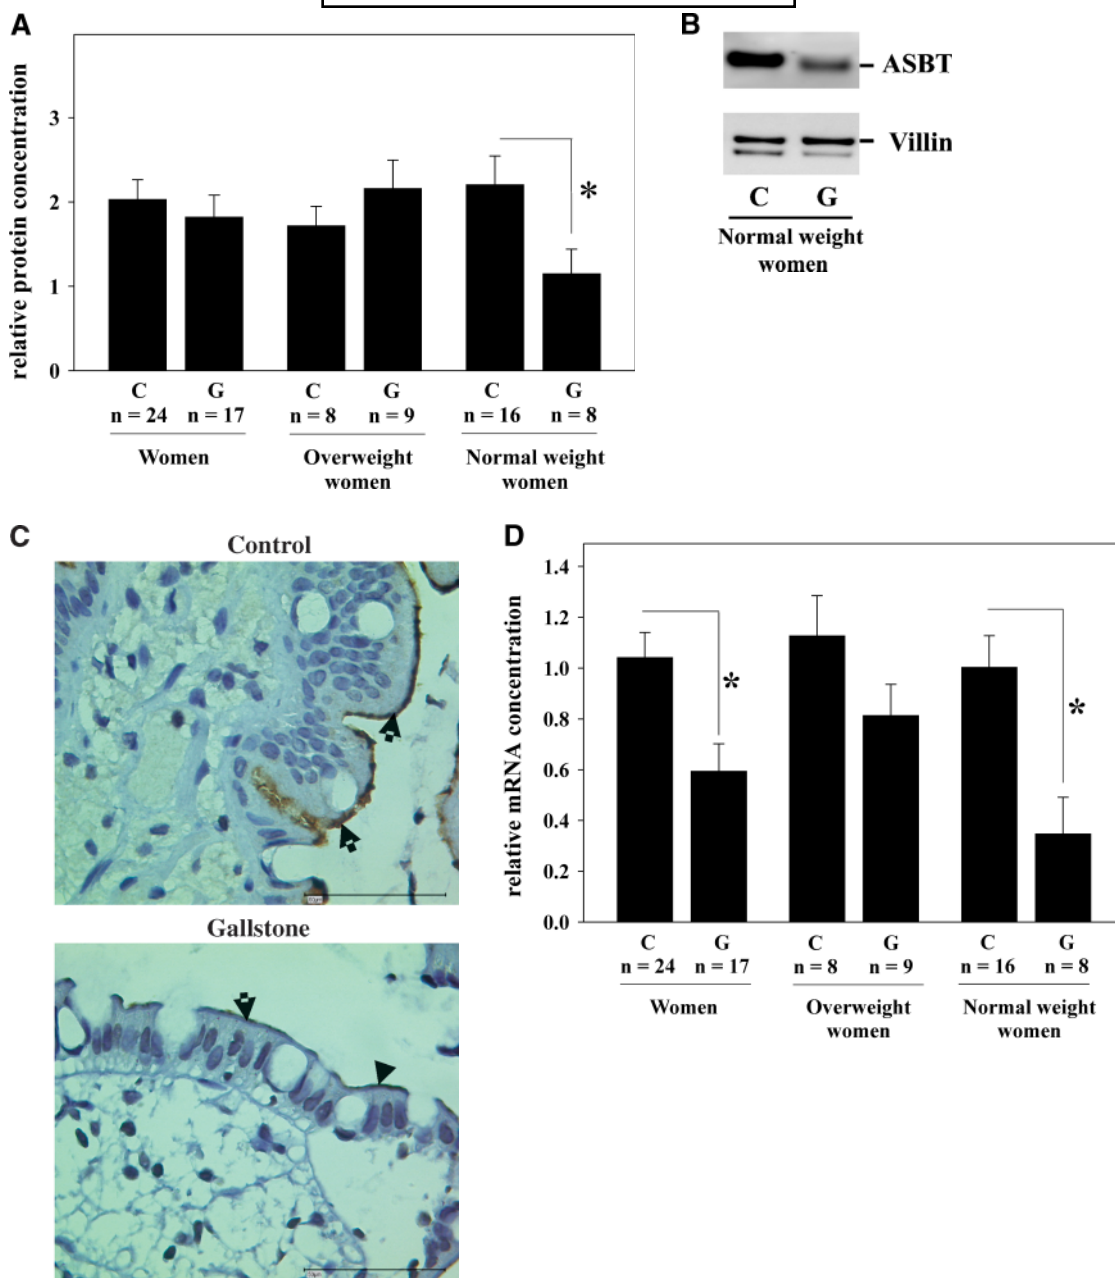 A
relative protein concentration
3
2
1
0
*
C G C G C G
n = 24 n = 17 n = 8 n = 9 n = 16 n = 8
Women Overweight women Normal weight women
B
ASBT
Villin
C G
Normal weight
women
C
Control
Gallstone
D
relative mRNA concentration
1.4
1.2
1.0
0.8
0.6
0.4
0.2
0.0
*
*
C G C G C G
n = 24 n = 17 n = 8 n = 9 n = 16 n = 8
Women Overweight women Normal weight women